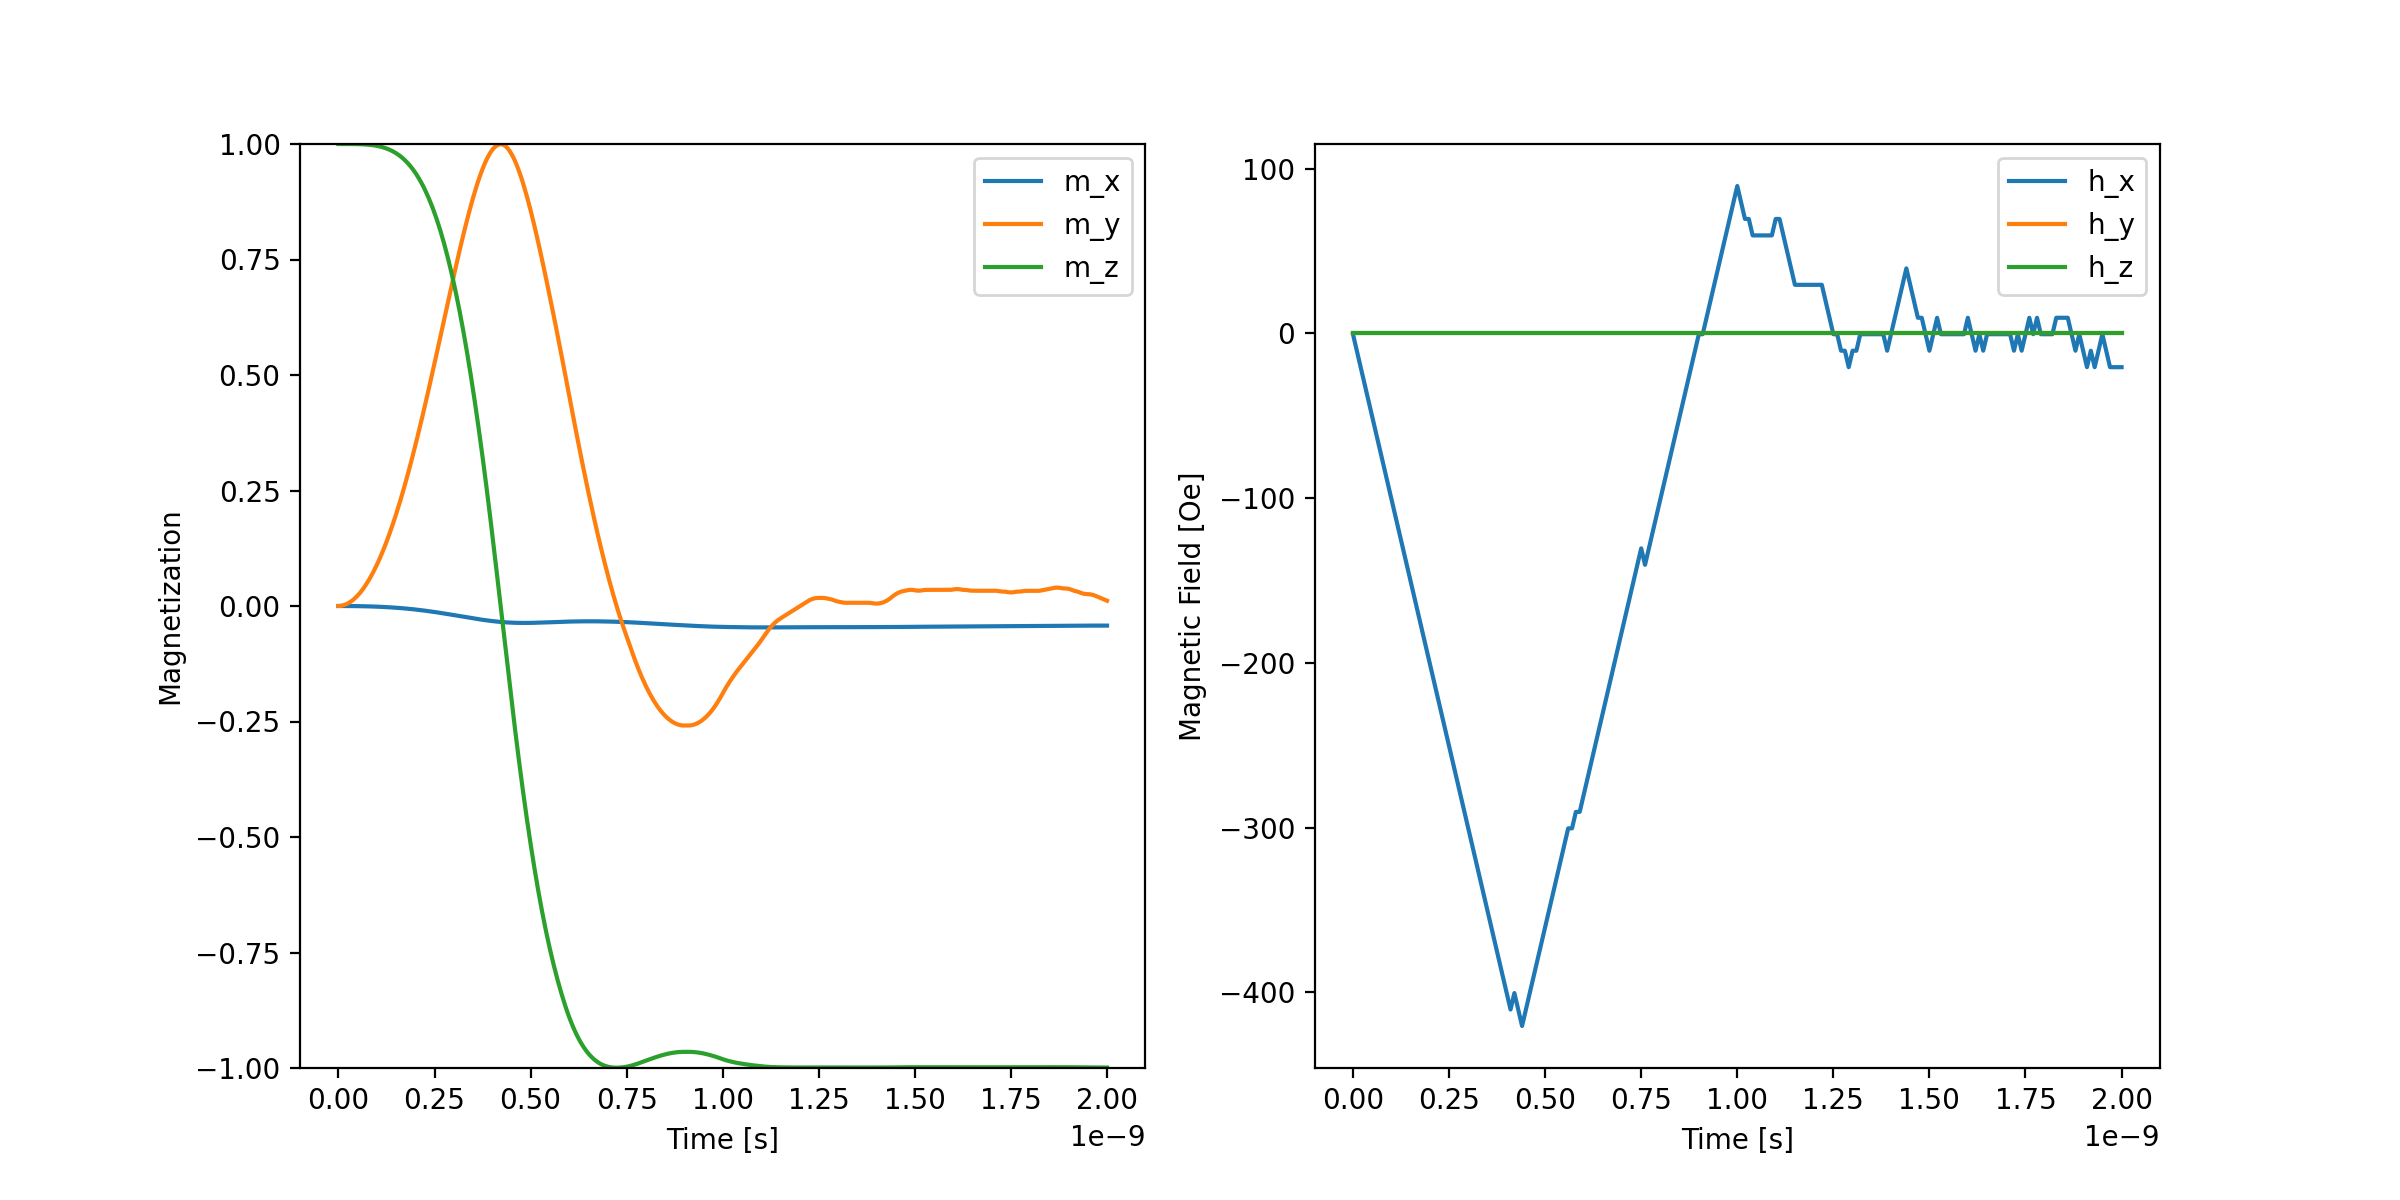 1.00
0.75
0.50
0.25
0.00
−0.25
−0.50
−0.75
−1.00
Magnetization
0.00 0.25 0.50 0.75 1.00 1.25 1.50 1.75 2.00
Time [s]
1e−9
m_x
m_y
m_z
100
0
−100
−200
−300
−400
Magnetic Field [Oe]
0.00 0.25 0.50 0.75 1.00 1.25 1.50 1.75 2.00
Time [s]
1e−9
h_x
h_y
h_z